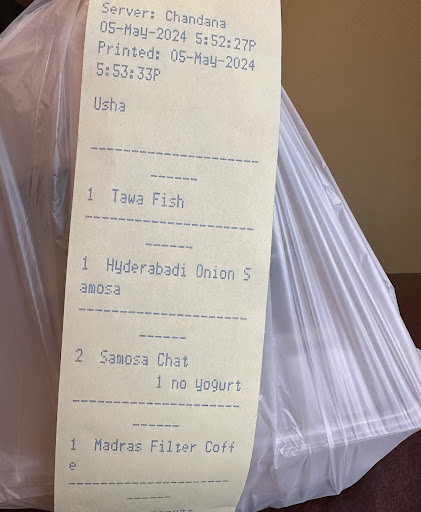 Server: Chandana
05-May-2024 5:52:27P
Printed: 05-May-2024
5:53:33P
Usha
---------------------
------
1 Tawa Fish
---------------------
------
1 Hyderabadi Onion S
amosa
---------------------
------
2 Samosa Chat
1 no yogurt
---------------------
------
1 Madras Filter Coff
e
---------------------
------